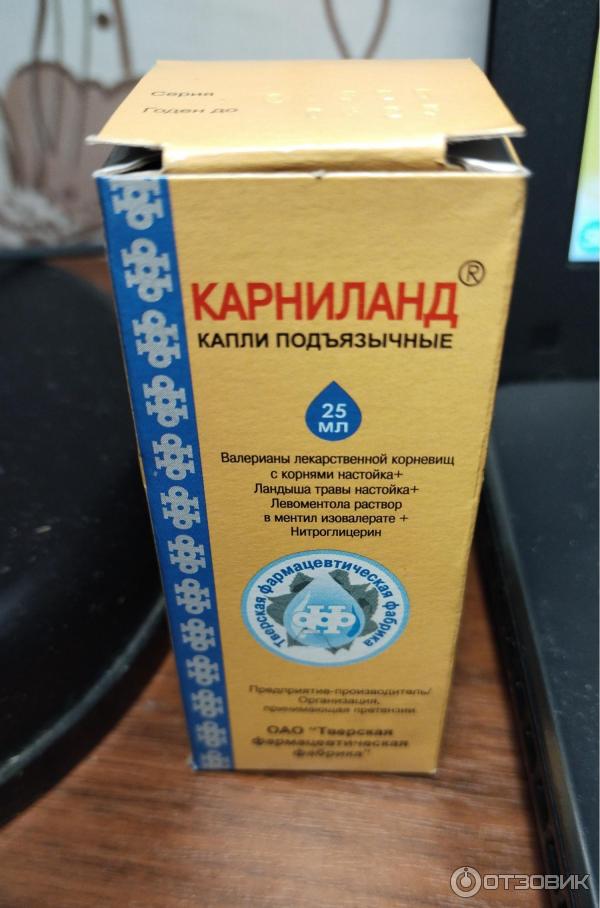 Серия
Годен до
КАРНИЛАНД®
КАПЛИ ПОДЪЯЗЫЧНЫЕ
25
МЛ
Валерианы лекарственной корневищ
с корнями настойка+
Ландыша травы настойка+
Левоментола раствор
в ментил изовалерате +
Нитроглицерин
Тверская фармацевтическая фабрика
Предприятие-производитель/
Организация,
принимающая претензии
ОАО "Тверская
фармацевтическая
фабрика"
ОТЗОВИК